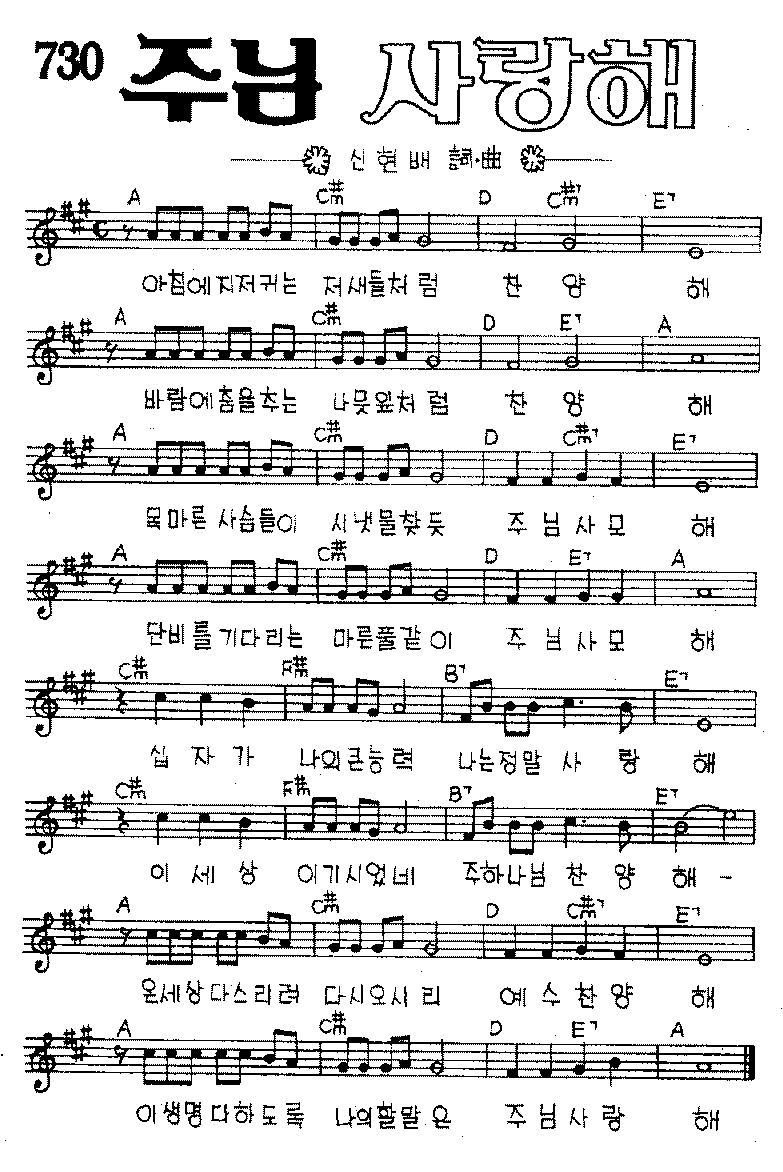 730 주님 사랑해
신현배 詞·曲
A C#m D C#m7 E7
아침에지저귀는 저새들처럼 찬양해
A C#m D E7 A
바람에춤을추는 나뭇잎처럼 찬양해
A C#m D C#m7 E7
목마른 사슴들이 시냇물찾듯 주님사모해
A C#m D E7 A
단비를기다리는 마른풀같이 주님사모해
C#m F#m B7 E7
십자가 나의큰능력 나는정말사랑해
C#m F#m B7 E7
이세상 이기시었네 주하나님찬양해-
A C#m D C#m7 E7
온세상다스리려 다시오시리 예수찬양해
A C#m D E7 A
이생명다하도록 나의할말은 주님사랑해